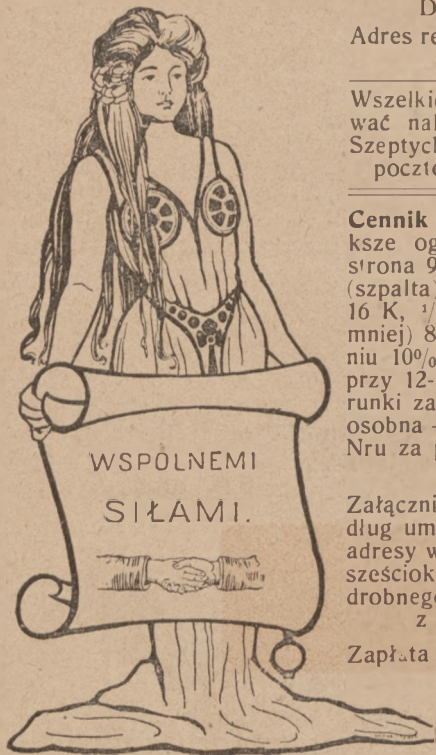 WSPOLNEMI
SIŁAMI.
D
Adres re
Wszelki
wać nal
Szeptyc
poczt
Cennik
ksze og
strona 9
(szpalta)
16 K, ¹/
mniej) 8
niu 10%
przy 12-
runki za
osobna -
Nru za p
Załączni
dług um
adresy w
sześciok
drobneg
z
Zapłata